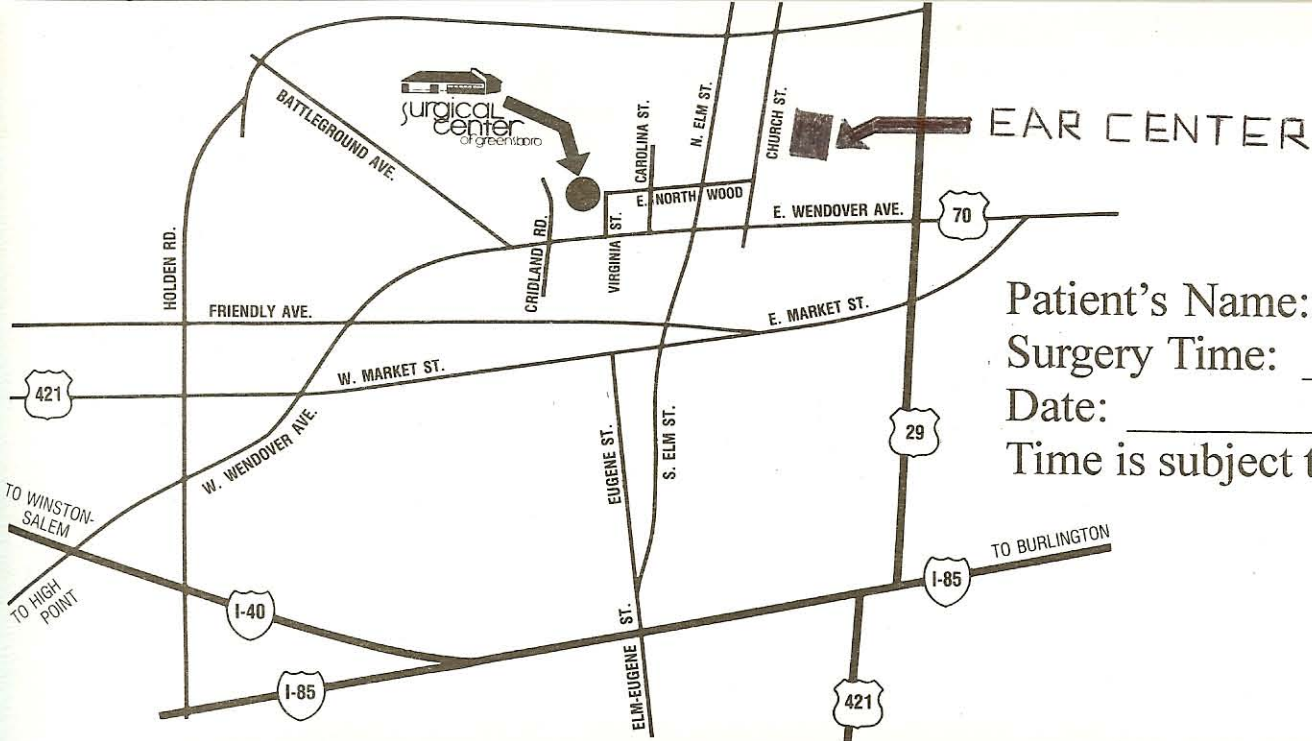 surgical
center
of greensboro
BATTLEGROUND AVE.
HOLDEN RD.
CAROLINA ST.
N. ELM ST.
CHURCH ST.
EAR CENTER
E. NORTHWOOD
E. WENDOVER AVE.
70
CRIDLAND RD.
VIRGINIA ST.
FRIENDLY AVE.
E. MARKET ST.
Patient's Name:
Surgery Time:
Date:
Time is subject t
421
W. MARKET ST.
W. WENDOVER AVE.
EUGENE ST.
S. ELM ST.
29
TO WINSTON-
SALEM
TO HIGH
POINT
I-40
I-85
ELM-EUGENE ST.
I-85
TO BURLINGTON
421